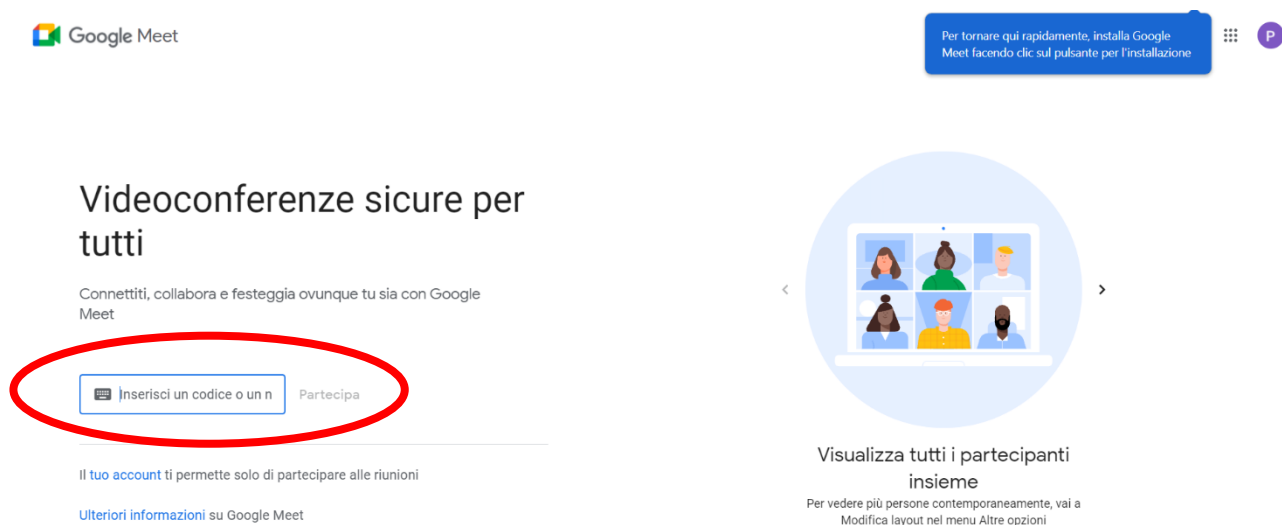 Google Meet
Per tornare qui rapidamente, installa Google
Meet facendo clic sul pulsante per l'installazione
P
Videoconferenze sicure per
tutti
Connettiti, collabora e festeggia ovunque tu sia con Google
Meet
Inserisci un codice o un n
Partecipa
Il tuo account ti permette solo di partecipare alle riunioni
Ulteriori informazioni su Google Meet
Visualizza tutti i partecipanti
insieme
Per vedere più persone contemporaneamente, vai a
Modifica layout nel menu Altre opzioni